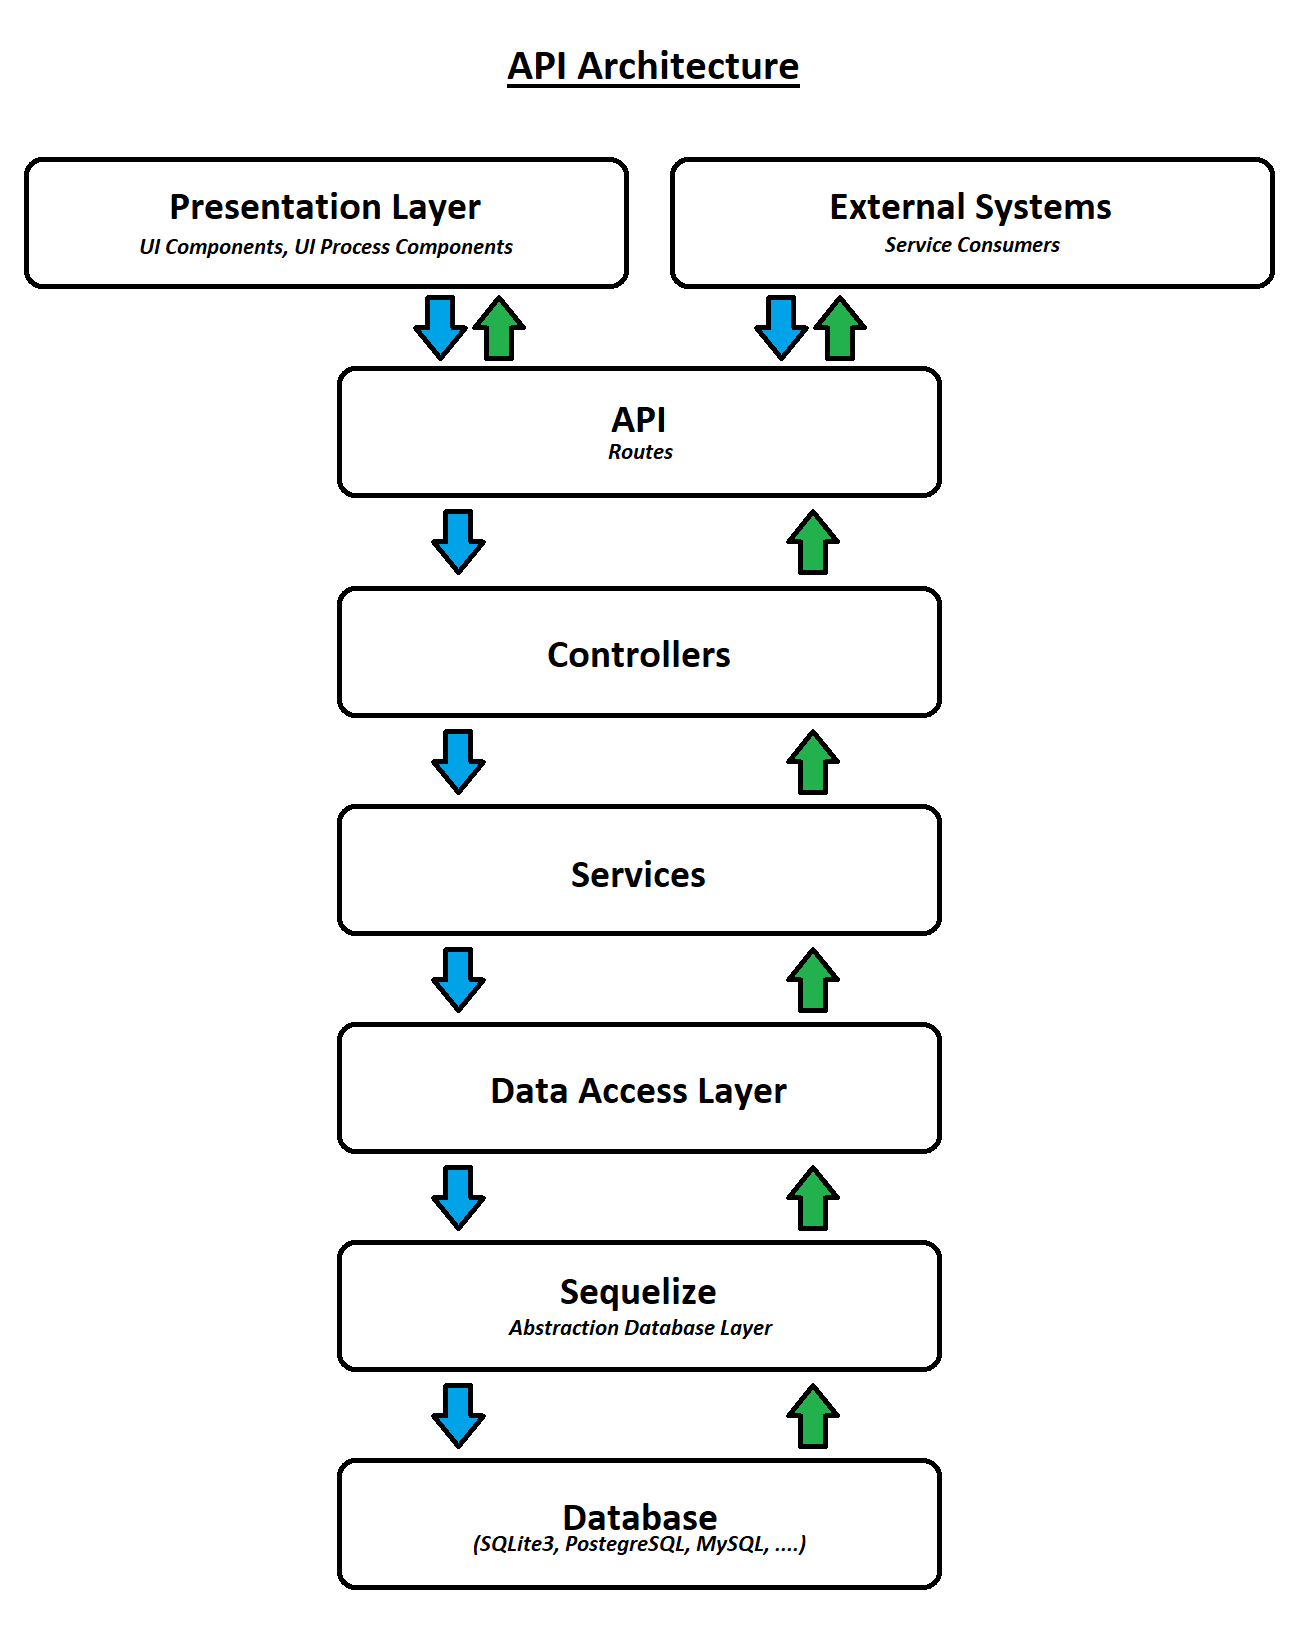 API Architecture
Presentation Layer
UI Components, UI Process Components
External Systems
Service Consumers
API
Routes
Controllers
Services
Data Access Layer
Sequelize
Abstraction Database Layer
Database
(SQLite3, PostegreSQL, MySQL, ....)